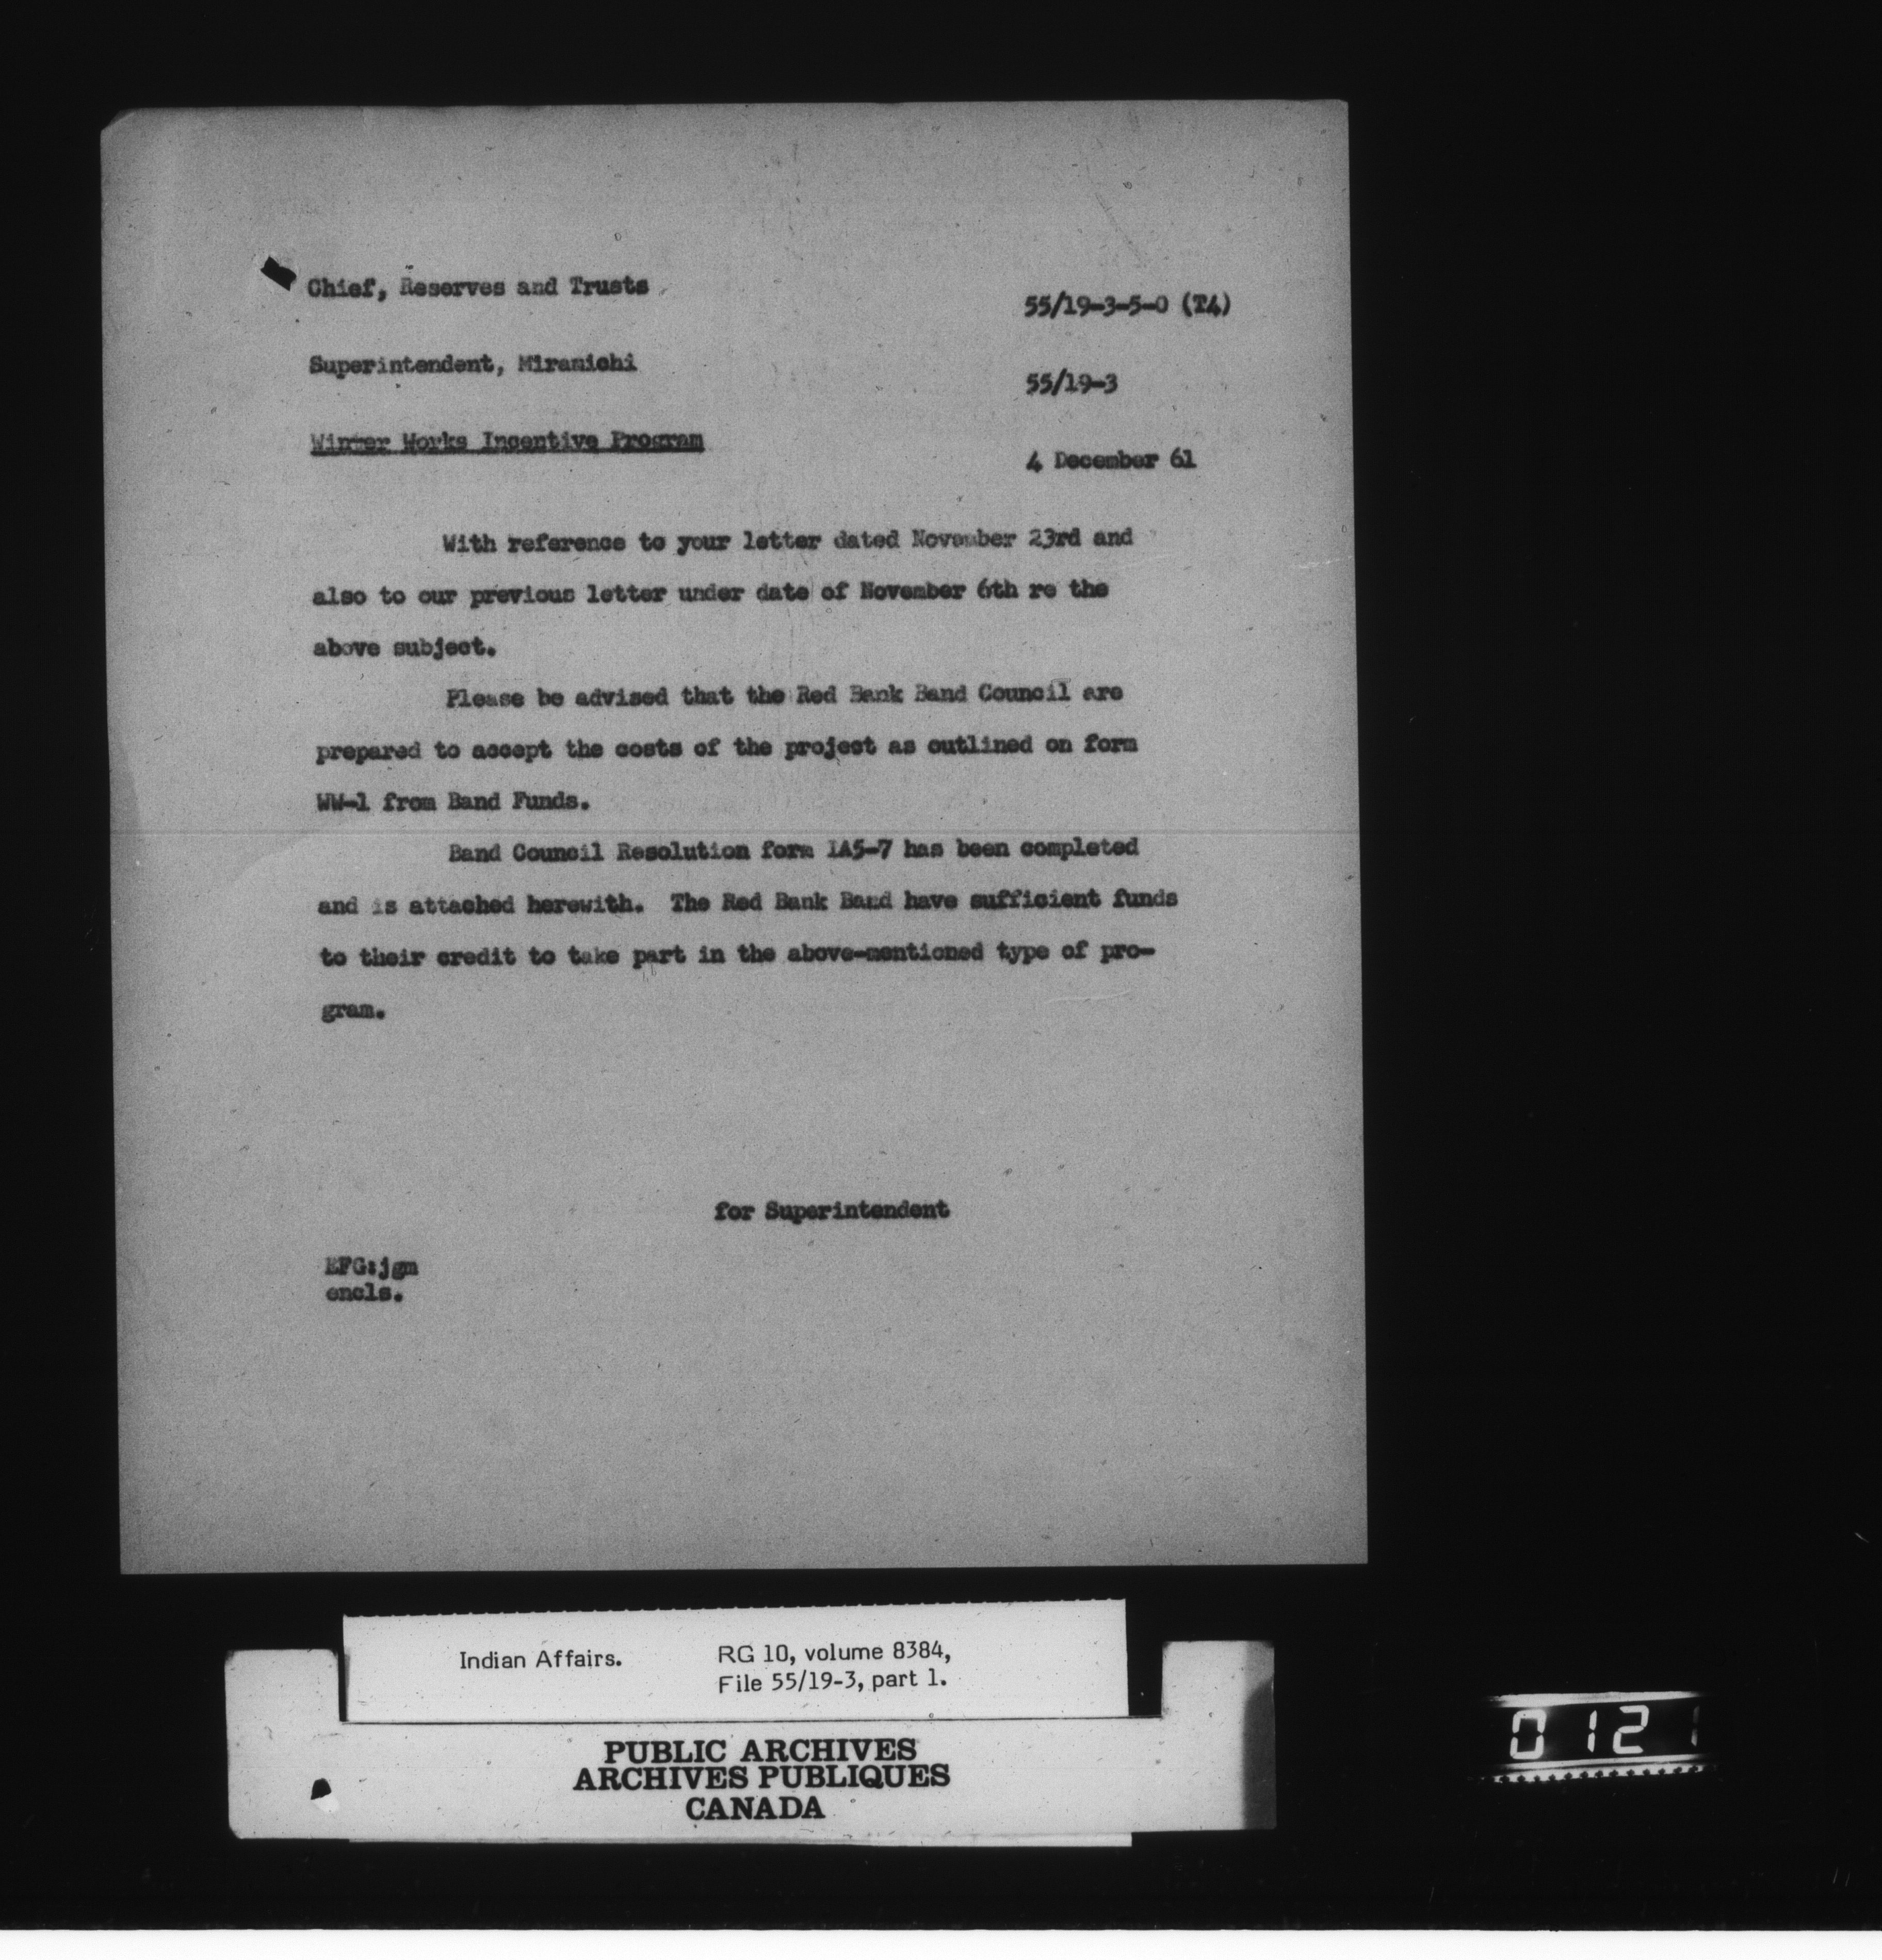 Chief, Reserves and Trusts
55/19-3-5-0 (T4)
Superintendent, Miramichi
55/19-3
Winter Works Incentive Program
4 December 61
With reference to your letter dated November 23rd and
also to our previous letter under date of November 6th re the
above subject.
Please be advised that the Red Bank Band Council are
prepared to accept the costs of the project as outlined on form
WW-1 from Band Funds.
Band Council Resolution form IA5-7 has been completed
and is attached herewith. The Red Bank Band have sufficient funds
to their credit to take part in the above-mentioned type of pro-
gram.
for Superintendent
EFG:jgm
encls.
Indian Affairs. RG 10, volume 8384,
File 55/19-3, part 1.
PUBLIC ARCHIVES
ARCHIVES PUBLIQUES
CANADA
0121